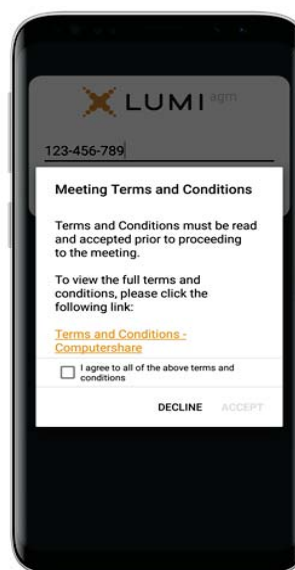 LUMI agm
123-456-789
Meeting Terms and Conditions
Terms and Conditions must be read
and accepted prior to proceeding
to the meeting.
To view the full terms and
conditions, please click the
following link:
Terms and Conditions -
Computershare
I agree to all of the above terms and
conditions
DECLINE ACCEPT